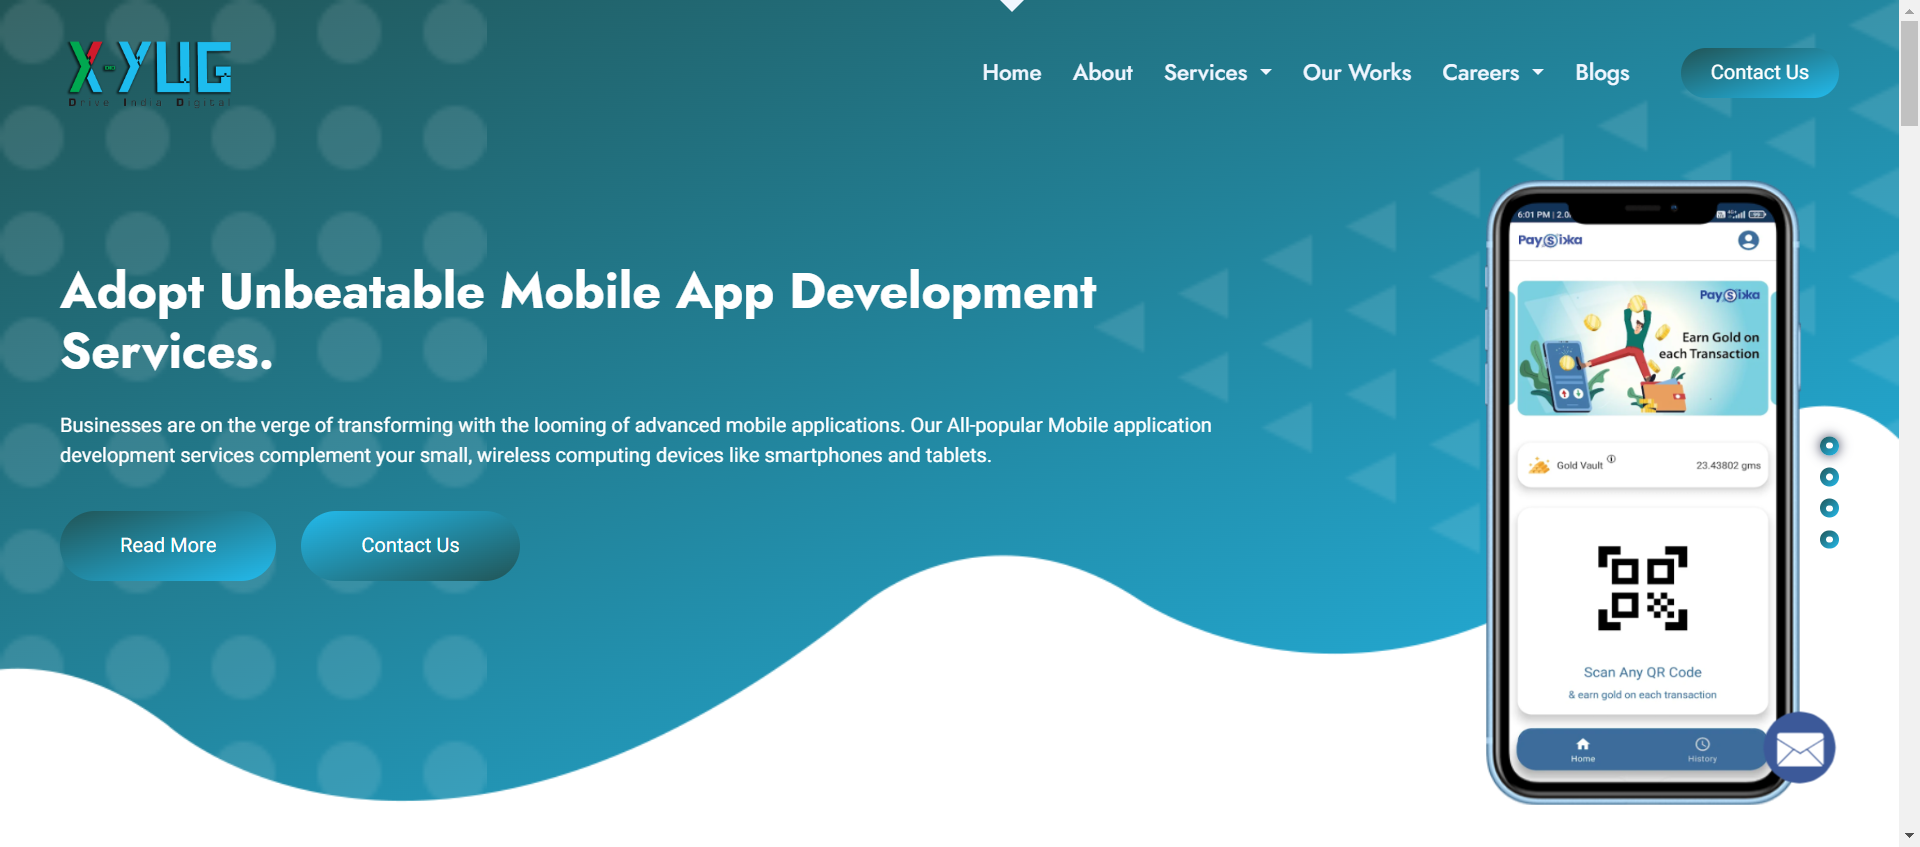 X-YUG
Drive India Digital
Home
About
Services
Our Works
Careers
Blogs
Contact Us
Adopt Unbeatable Mobile App Development
Services.
Businesses are on the verge of transforming with the looming of advanced mobile applications. Our All-popular Mobile application
development services complement your small, wireless computing devices like smartphones and tablets.
Read More
Contact Us
6:01 PM | 2.0
PaySikka
PaySikka
Earn Gold on
each Transaction
Gold Vault
23.43802 gms
Scan Any QR Code
& earn gold on each transaction
Home
History